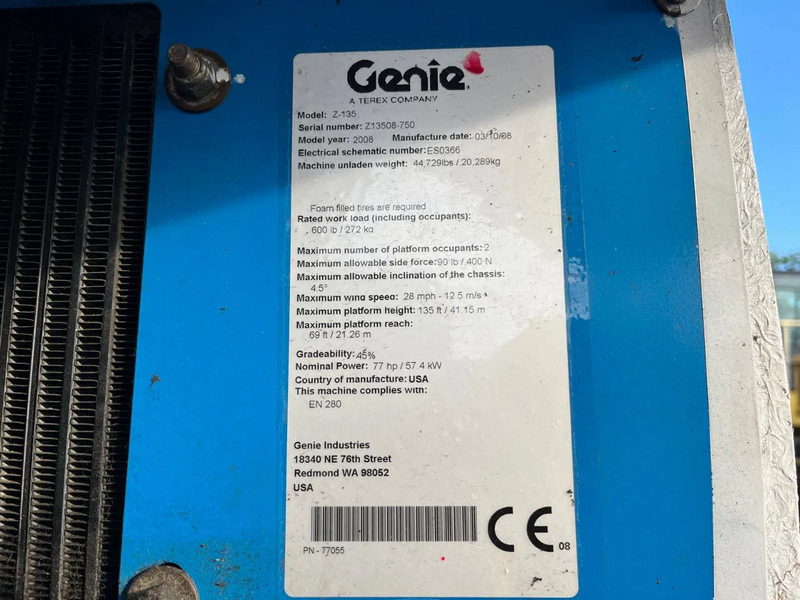 Genie
A TEREX COMPANY
Model: Z-135
Serial number: Z13508-750
Model year: 2008 Manufacture date: 03/10/08
Electrical schematic number: ES0366
Machine unladen weight: 44,729lbs / 20,289kg
Foam filled tires are required
Rated work load (including occupants):
600 lb / 272 kg
Maximum number of platform occupants: 2
Maximum allowable side force: 90 lb / 400 N
Maximum allowable inclination of the chassis:
4.5°
Maximum wind speed: 28 mph - 12.5 m/s
Maximum platform height: 135 ft / 41.15 m
Maximum platform reach:
69 ft / 21.26 m
Gradeability: 45%
Nominal Power: 77 hp / 57.4 kW
Country of manufacture: USA
This machine complies with:
EN 280
Genie Industries
18340 NE 76th Street
Redmond WA 98052
USA
CE 08
PN - 77055